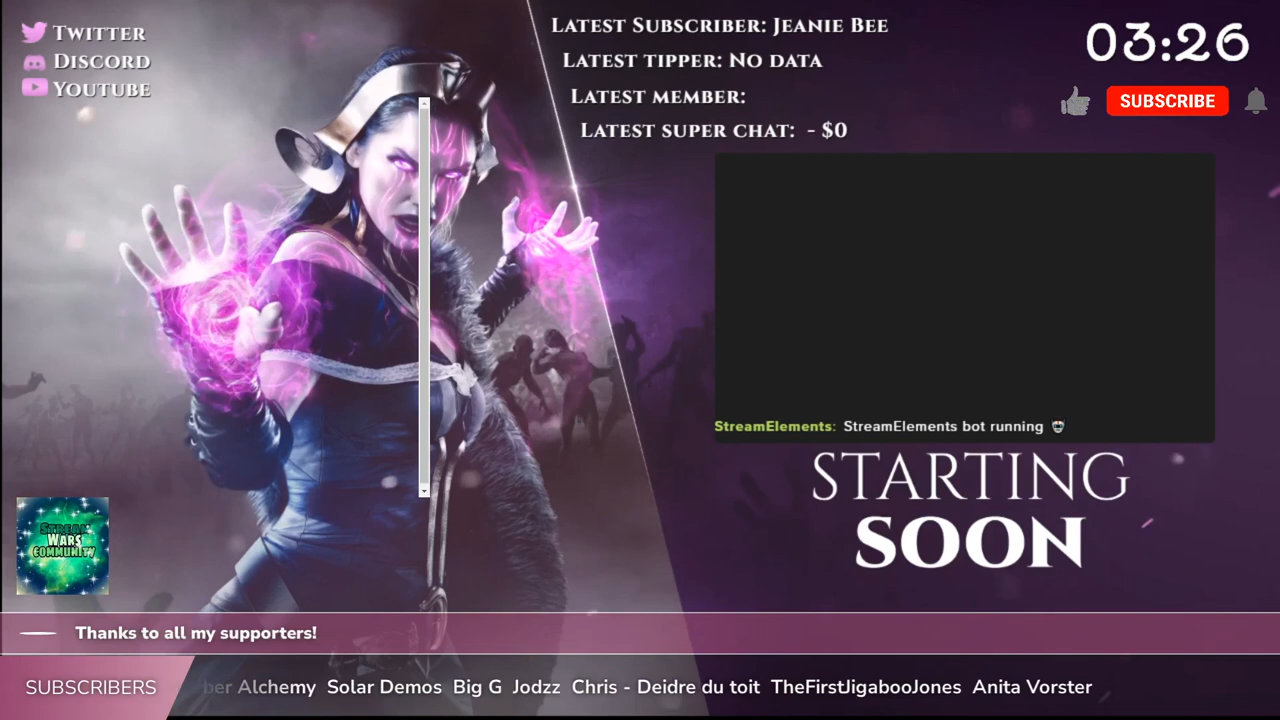 Twitter
Discord
Youtube
Latest Subscriber: Jeanie Bee
Latest tipper: No data
Latest member:
Latest super chat:  - $0
03:26
SUBSCRIBE
StreamElements: StreamElements bot running
STARTING
SOON
Stream
Wars
Community
Thanks to all my supporters!
SUBSCRIBERS
ber Alchemy  Solar Demos  Big G  Jodzz  Chris - Deidre du toit  TheFirstJigabooJones  Anita Vorster